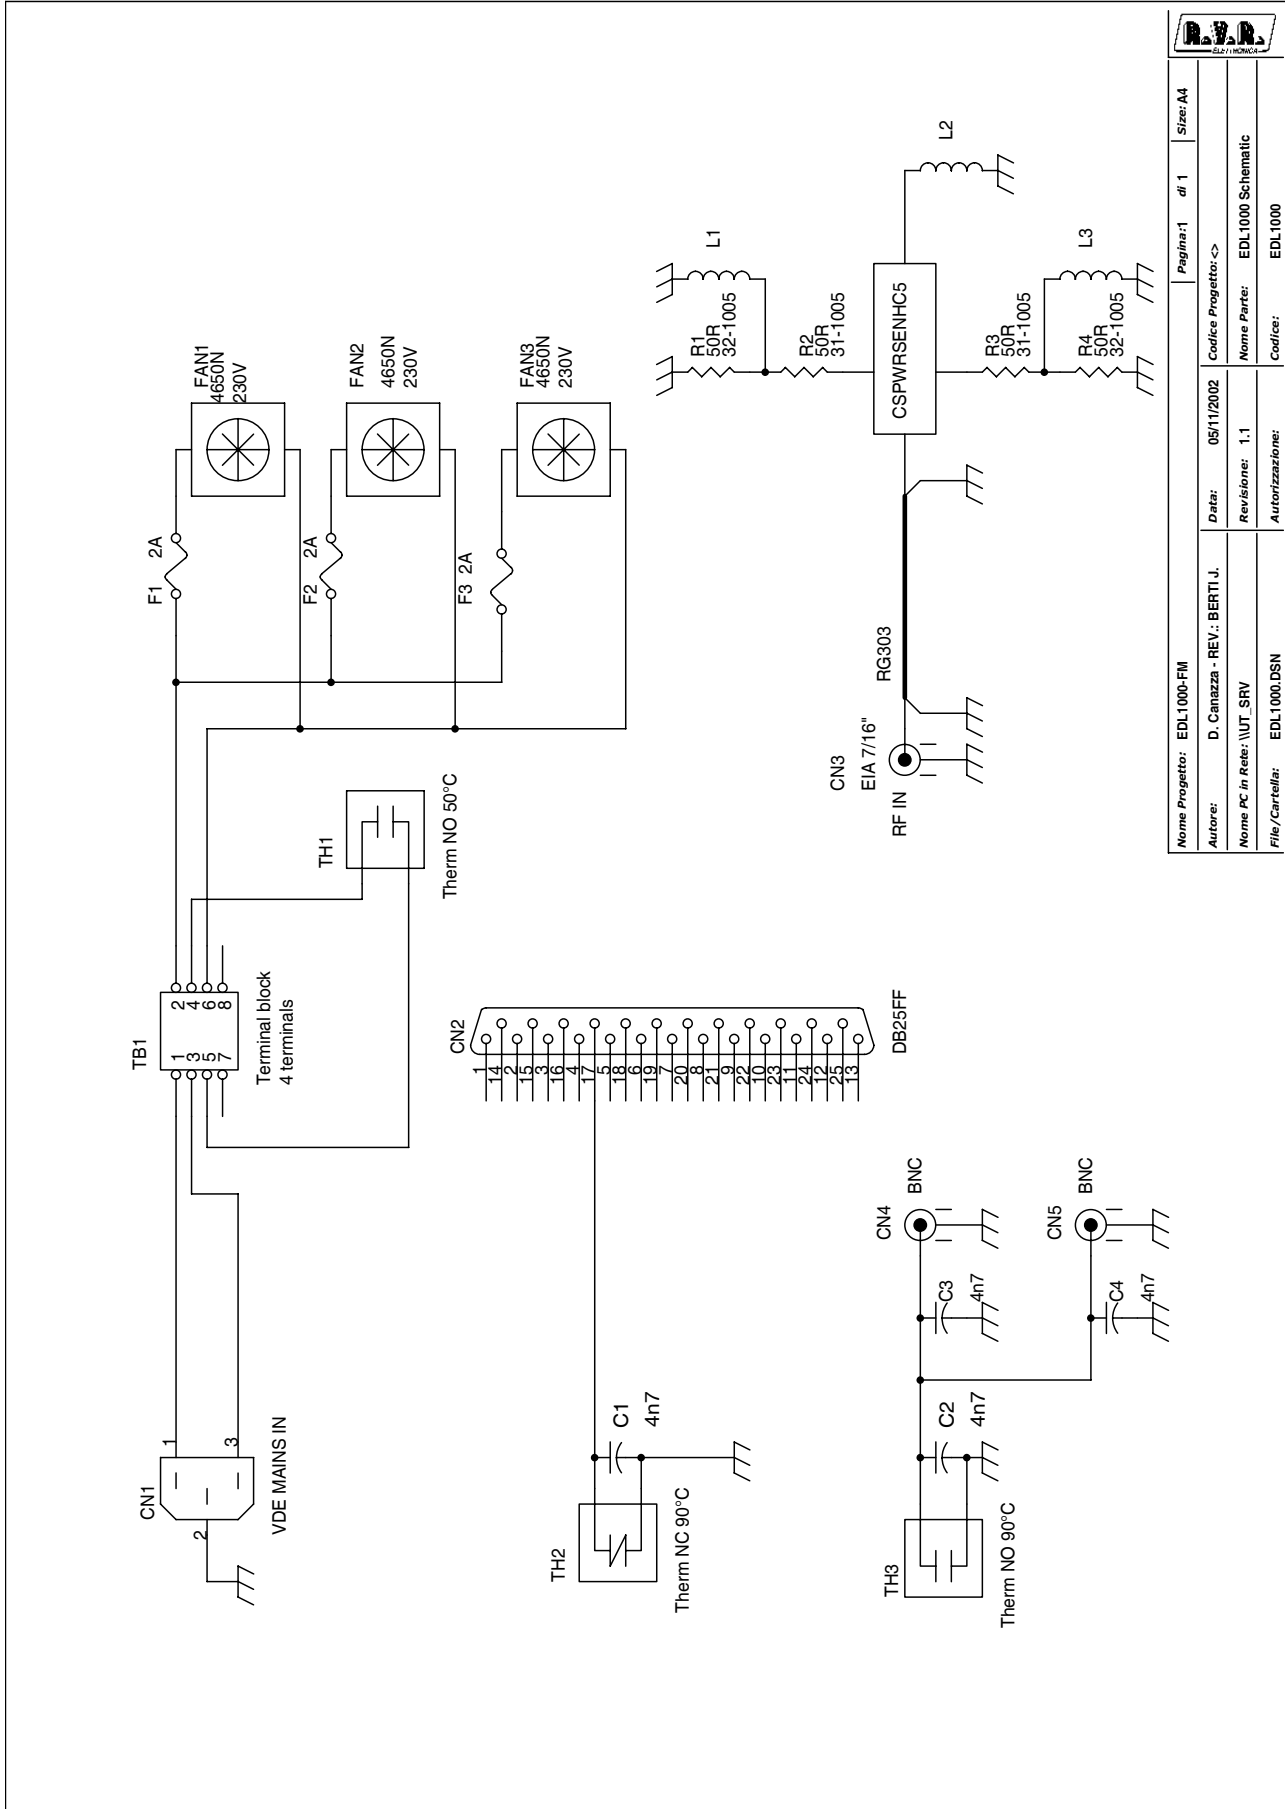 CN1
1
2
3
VDE MAINS IN
TB1
1
3
5
7
2
4
6
8
Terminal block
4 terminals
TH1
Therm NO 50°C
F1 2A
F2 2A
F3 2A
FAN1
4650N
230V
FAN2
4650N
230V
FAN3
4650N
230V
TH2
Therm NC 90°C
C1
4n7
CN2
1
14
2
15
3
16
4
17
5
18
6
19
7
20
8
21
9
22
10
23
11
24
12
25
13
DB25FF
TH3
Therm NO 90°C
C2
4n7
C3
4n7
CN4
BNC
C4
4n7
CN5
BNC
CN3
EIA 7/16"
RF IN
RG303
CSPWRSENHC5
R1
50R
32-1005
R2
50R
31-1005
R3
50R
31-1005
R4
50R
32-1005
L1
L2
L3
Nome Progetto: EDL1000-FM
Pagina:1 di 1
Size: A4
R.V.R.
ELETTRONICA
Autore: D. Canazza - REV.: BERTI J.
Data: 05/11/2002
Codice Progetto: <>
Nome PC in Rete: \\UT_SRV
Revisione: 1.1
Nome Parte: EDL1000 Schematic
File/Cartella: EDL1000.DSN
Autorizzazione:
Codice: EDL1000